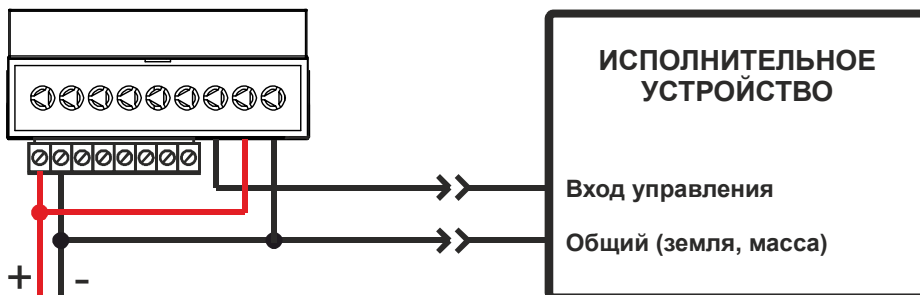 ИСПОЛНИТЕЛЬНОЕ
УСТРОЙСТВО
Вход управления
Общий (земля, масса)
+ -